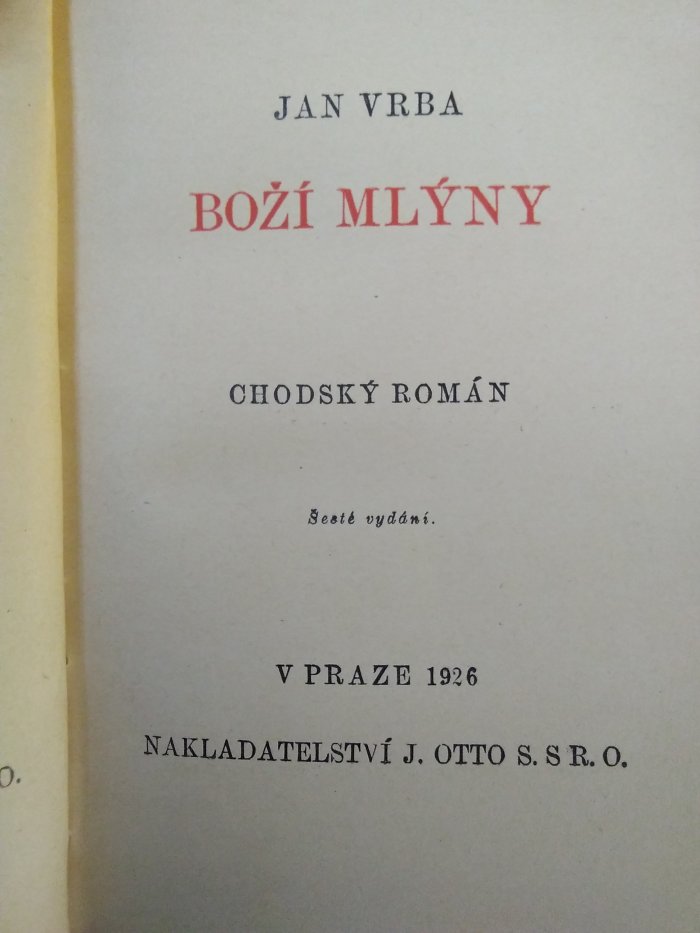 JAN VRBA
BOŽÍ MLÝNY
CHODSKÝ ROMÁN
Šesté vydání.
V PRAZE 1926
NAKLADATELSTVÍ J. OTTO S. S R. O.
O.